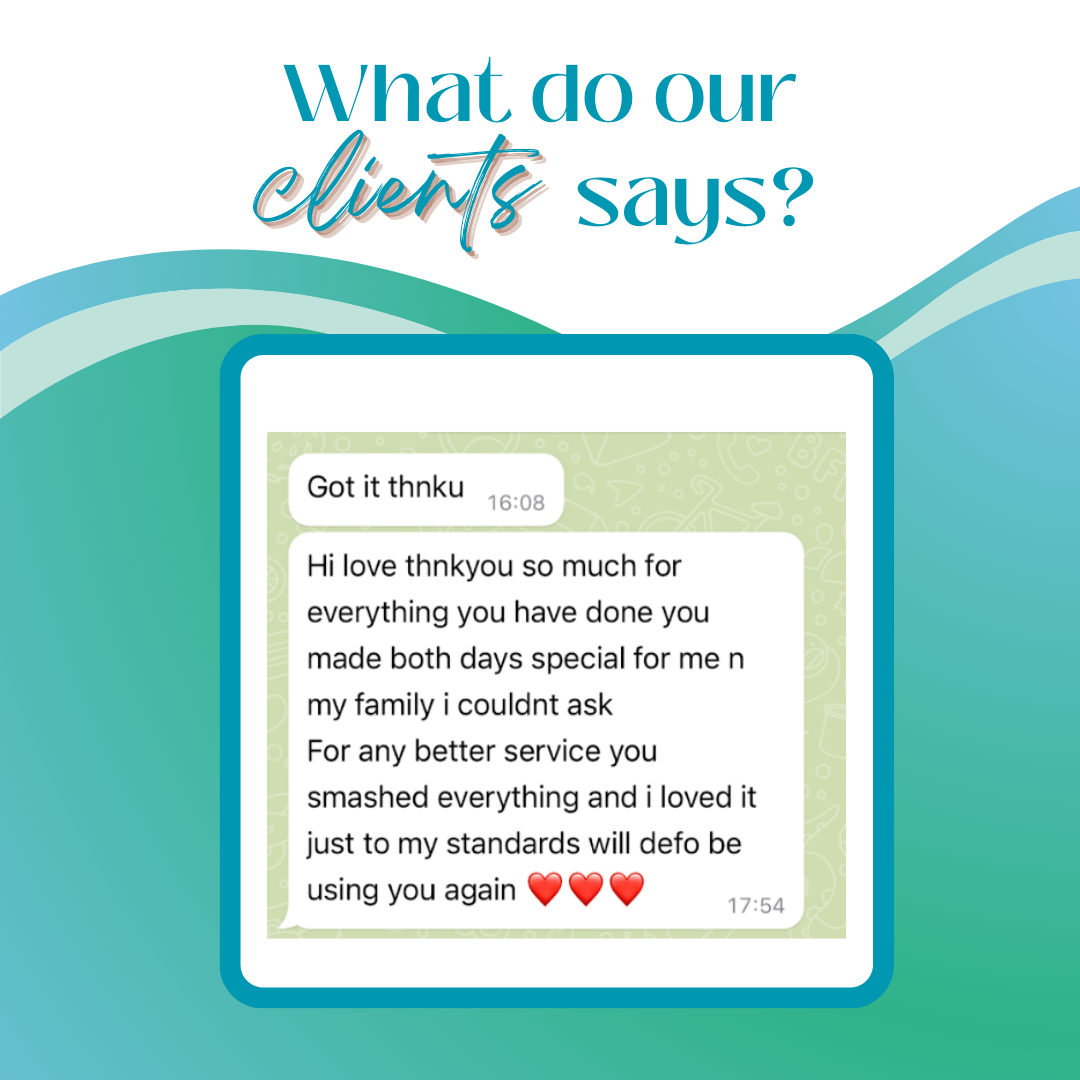 What do our
clients says?
Got it thnku 16:08
Hi love thnkyou so much for
everything you have done you
made both days special for me n
my family i couldnt ask
For any better service you
smashed everything and i loved it
just to my standards will defo be
using you again ❤️❤️❤️ 17:54